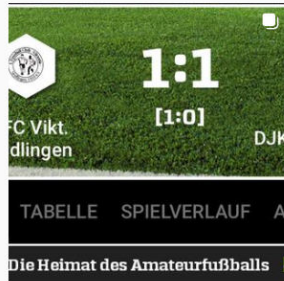 1:1
[1:0]
FC Vikt.
dlingen
DJK
TABELLE SPIELVERLAUF A
Die Heimat des Amateurfußballs